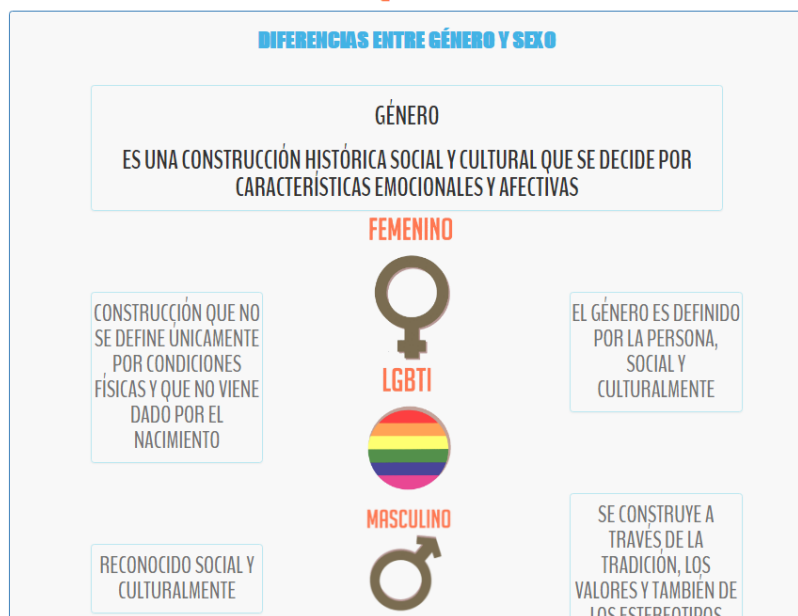 DIFERENCIAS ENTRE GÉNERO Y SEXO
GÉNERO
ES UNA CONSTRUCCIÓN HISTÓRICA SOCIAL Y CULTURAL QUE SE DECIDE POR
CARACTERÍSTICAS EMOCIONALES Y AFECTIVAS
FEMENINO
CONSTRUCCIÓN QUE NO
SE DEFINE ÚNICAMENTE
POR CONDICIONES
FÍSICAS Y QUE NO VIENE
DADO POR EL
NACIMIENTO
EL GÉNERO ES DEFINIDO
POR LA PERSONA,
SOCIAL Y
CULTURALMENTE
LGBTI
MASCULINO
RECONOCIDO SOCIAL Y
CULTURALMENTE
SE CONSTRUYE A
TRAVÉS DE LA
TRADICIÓN, LOS
VALORES Y TAMBIÉN DE
LOS ESTEREOTIPOS